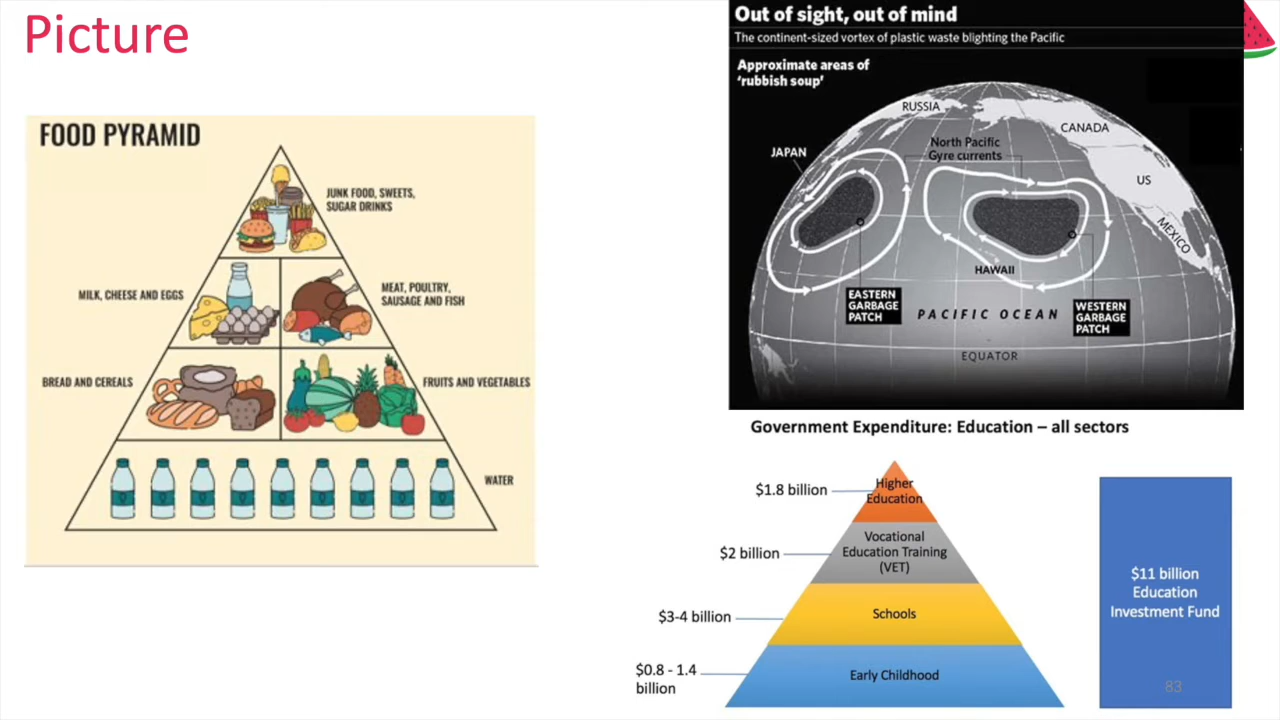 Picture
FOOD PYRAMID
JUNK FOOD, SWEETS,
SUGAR DRINKS
MILK, CHEESE AND EGGS
MEAT, POULTRY,
SAUSAGE AND FISH
BREAD AND CEREALS
FRUITS AND VEGETABLES
WATER
Out of sight, out of mind
The continent-sized vortex of plastic waste blighting the Pacific
Approximate areas of
'rubbish soup'
RUSSIA
CANADA
North Pacific
Gyre currents
JAPAN
US
MEXICO
HAWAII
EASTERN
GARBAGE
PATCH
PACIFIC OCEAN
WESTERN
GARBAGE
PATCH
EQUATOR
Government Expenditure: Education – all sectors
$1.8 billion
Higher
Education
$2 billion
Vocational
Education Training
(VET)
$3-4 billion
Schools
$0.8 - 1.4
billion
Early Childhood
$11 billion
Education
Investment Fund
83